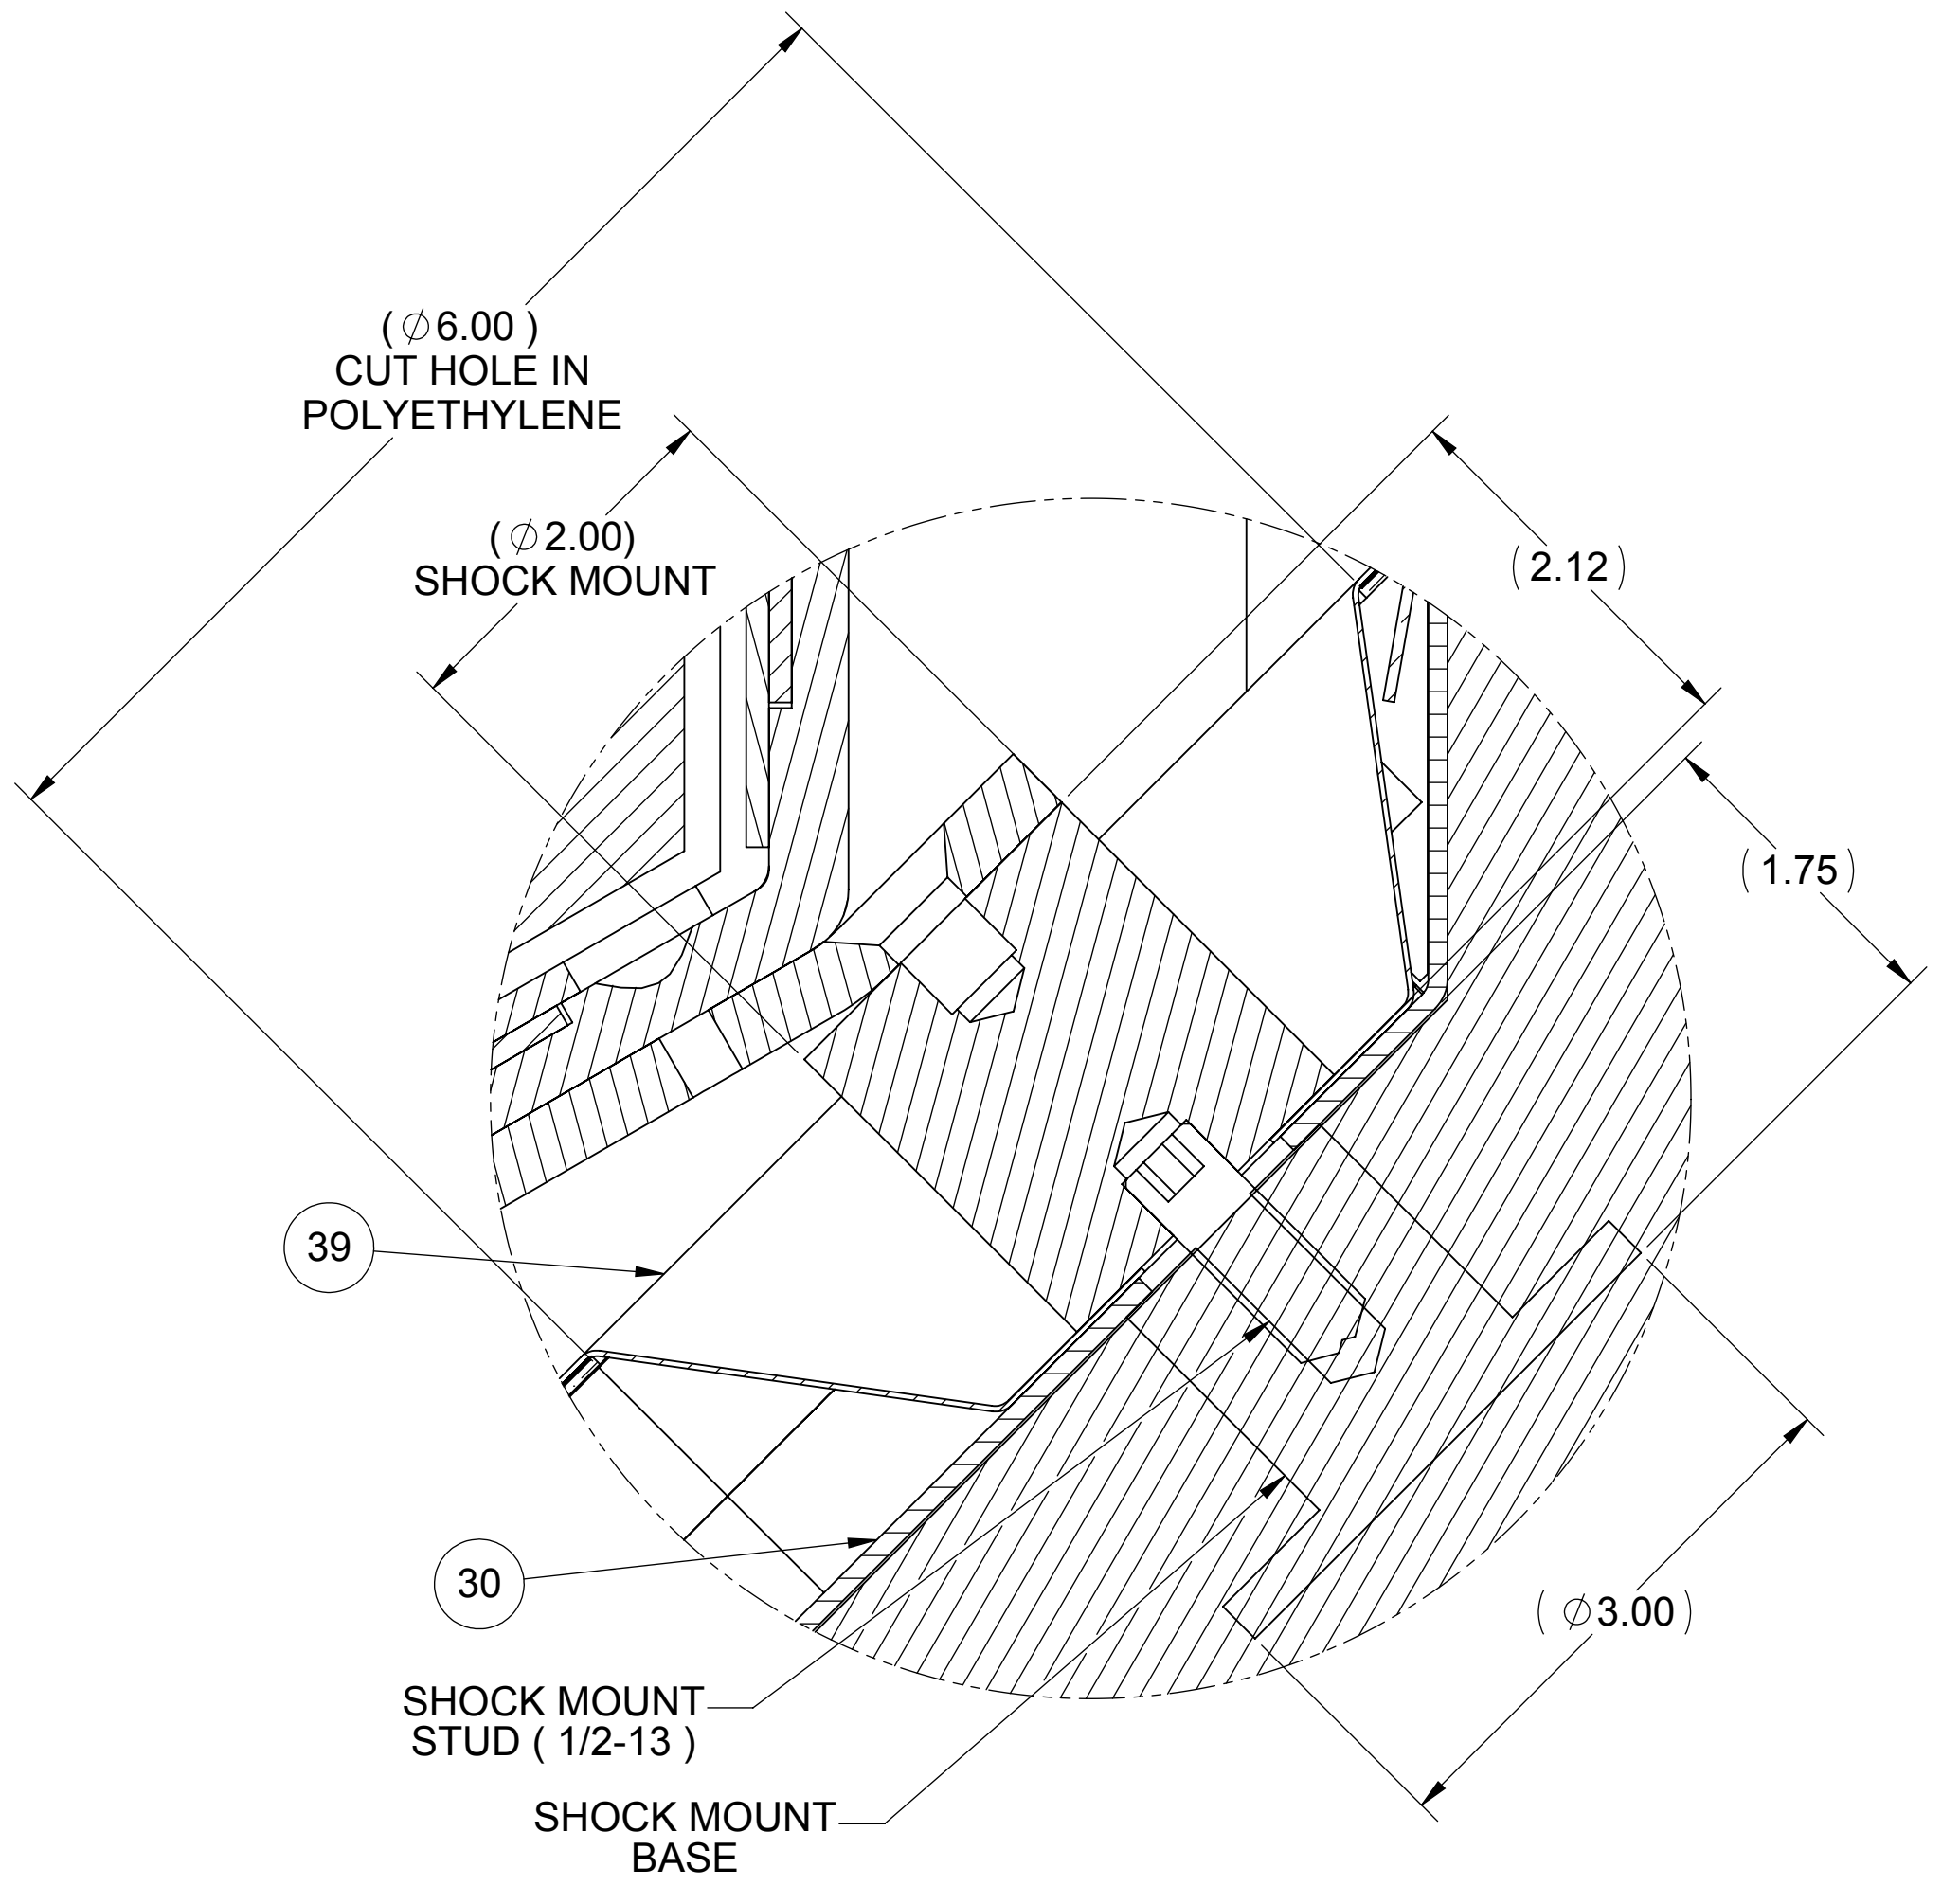 ( ∅6.00 )
CUT HOLE IN
POLYETHYLENE
( ∅2.00)
SHOCK MOUNT
(2.12)
(1.75)
39
30
( ∅3.00)
SHOCK MOUNT
STUD ( 1/2-13 )
SHOCK MOUNT
BASE